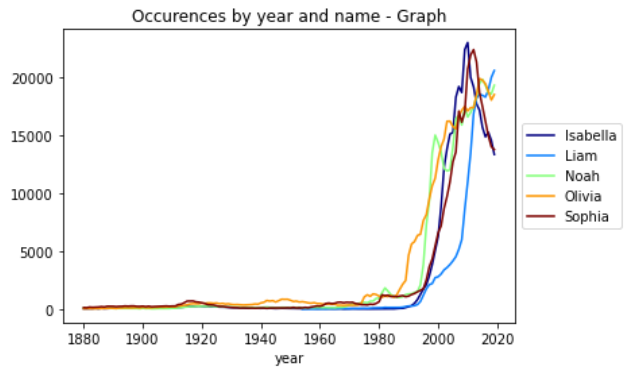 Occurences by year and name - Graph
20000
15000
10000
5000
0
1880 1900 1920 1940 1960 1980 2000 2020
year
Isabella
Liam
Noah
Olivia
Sophia